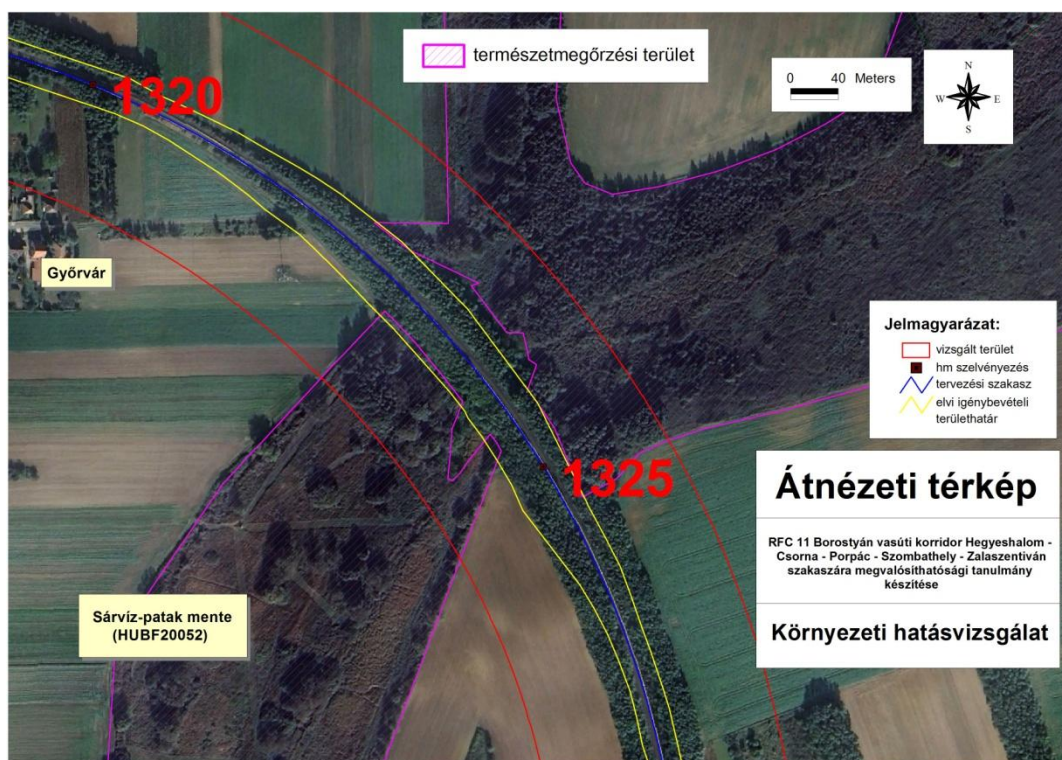 természetmegőrzési terület
0 40 Meters
N
W E
S
1320
Győrvár
Jelmagyarázat:
vizsgált terület
hm szelvényezés
tervezési szakasz
elvi igénybevételi
területhatár
1325
Átnézeti térkép
RFC 11 Borostyán vasúti korridor Hegyeshalom -
Csorna - Porpác - Szombathely - Zalaszentiván
szakaszára megvalósíthatósági tanulmány
készítése
Környezeti hatásvizsgálat
Sárvíz-patak mente
(HUBF20052)